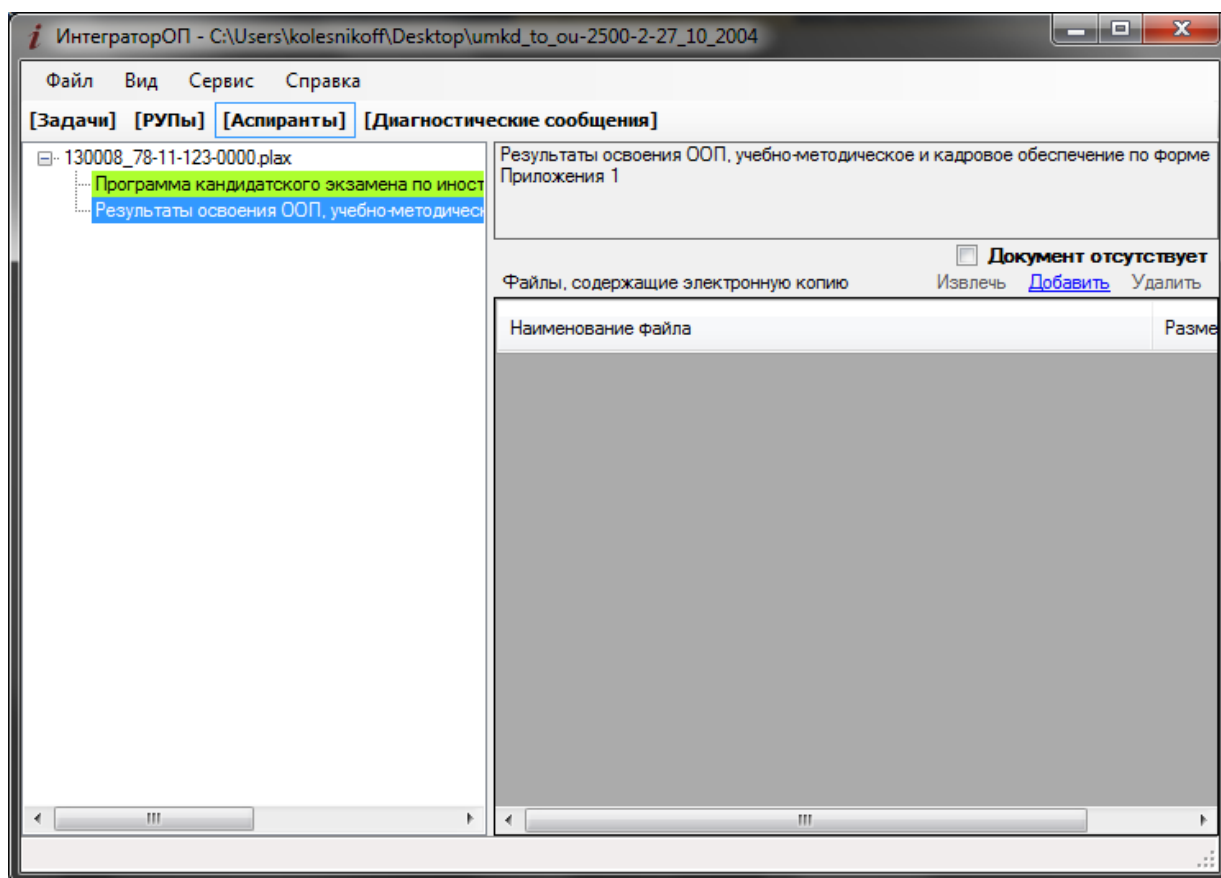 ИнтеграторОП - C:\Users\kolesnikoff\Desktop\umkd_to_ou-2500-2-27_10_2004
Файл Вид Сервис Справка
[Задачи] [РУПы] [Аспиранты] [Диагностические сообщения]
130008_78-11-123-0000.plax
Программа кандидатского экзамена по иност
Результаты освоения ООП, учебно-методическ
Результаты освоения ООП, учебно-методическое и кадровое обеспечение по форме
Приложения 1
Документ отсутствует
Файлы, содержащие электронную копию Извлечь Добавить Удалить
Наименование файла Разме